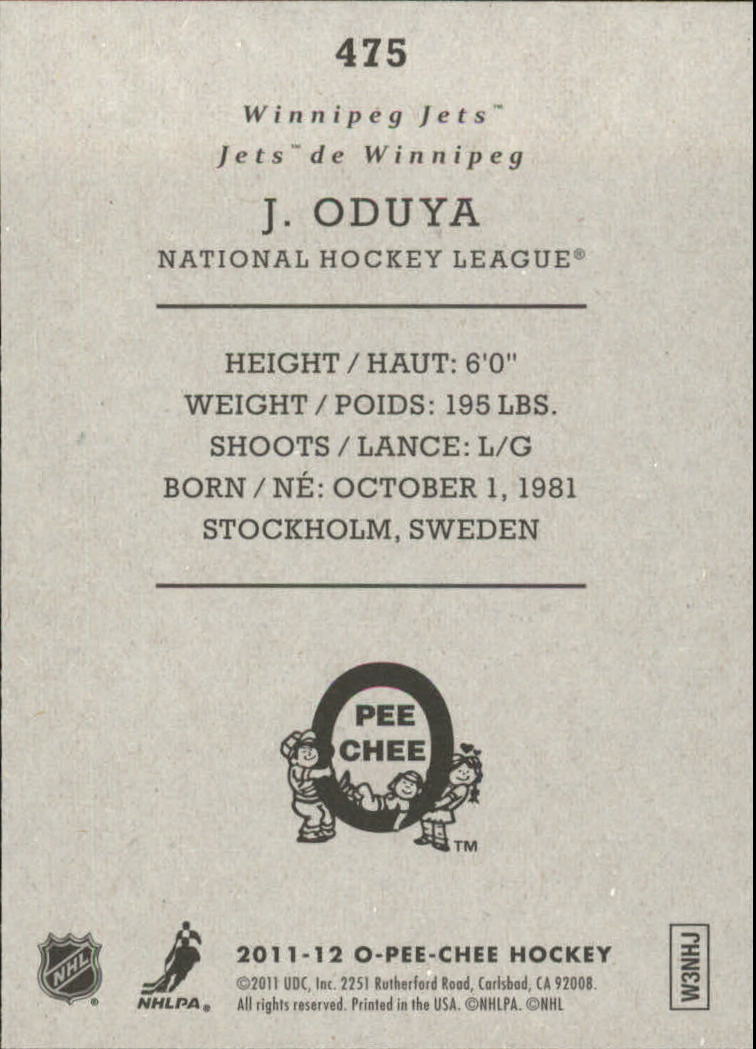 475
Winnipeg Jets™
Jets™ de Winnipeg
J. ODUYA
NATIONAL HOCKEY LEAGUE®
HEIGHT / HAUT: 6'0"
WEIGHT / POIDS: 195 LBS.
SHOOTS / LANCE: L/G
BORN / NÉ: OCTOBER 1, 1981
STOCKHOLM, SWEDEN
PEE
CHEE
TM
NHL
®
NHLPA®
2011-12 O-PEE-CHEE HOCKEY
©2011 UDC, Inc. 2251 Rutherford Road, Carlsbad, CA 92008.
All rights reserved. Printed in the USA. ©NHLPA. ©NHL
W3NHJ